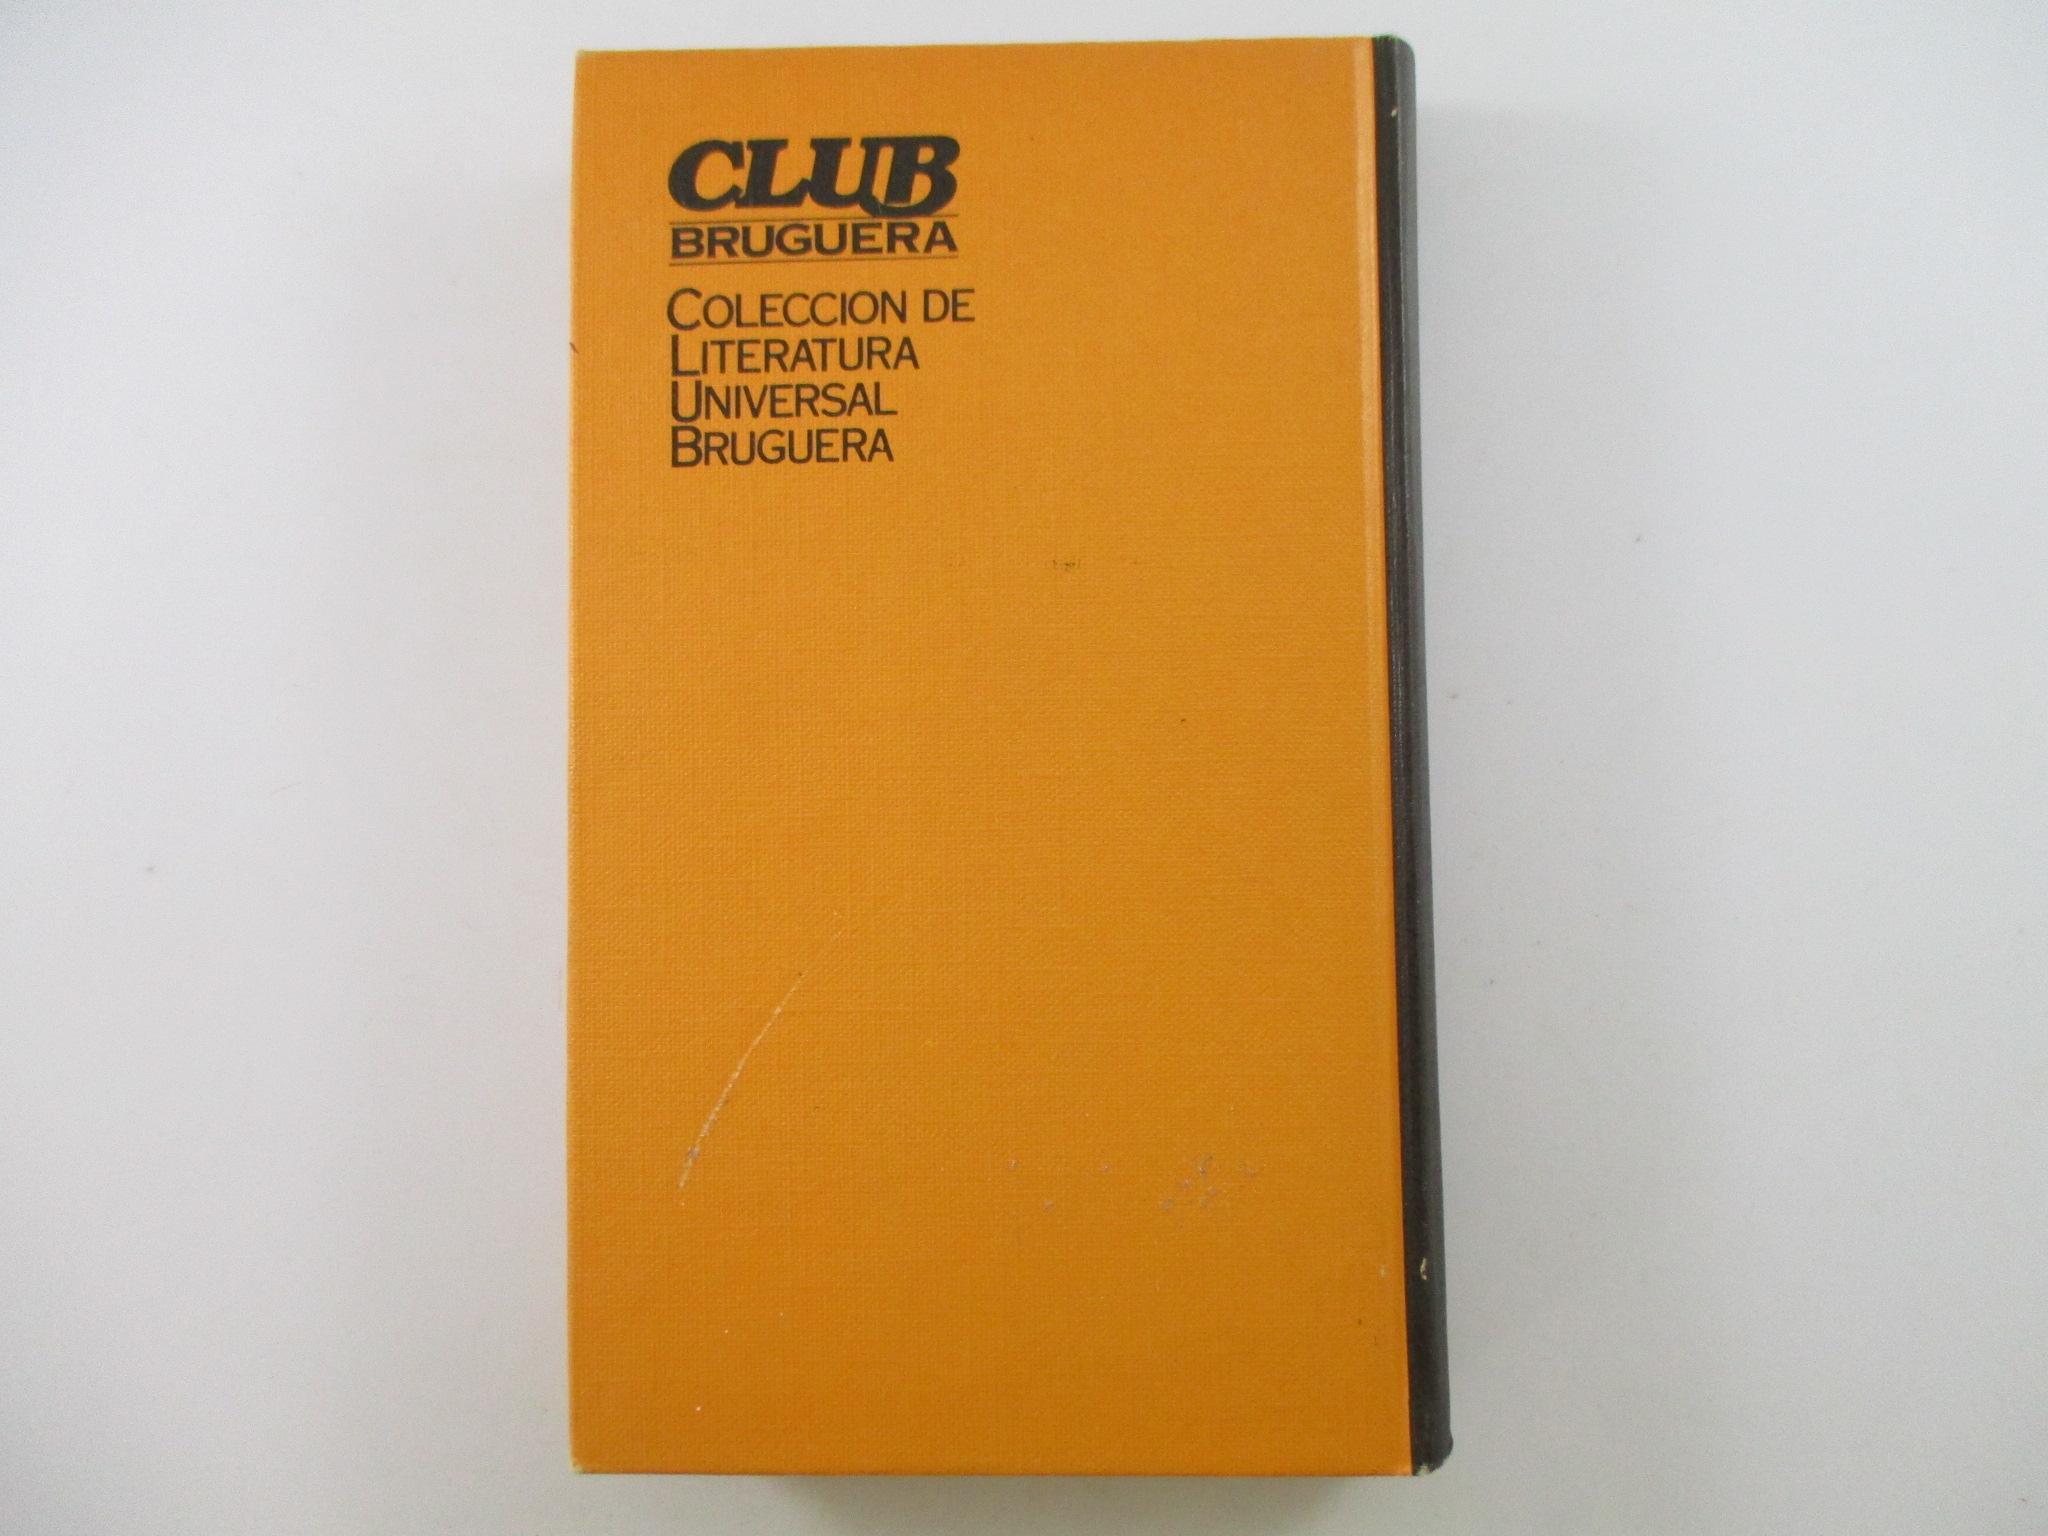 CLUB
BRUGUERA
COLECCION DE
LITERATURA
UNIVERSAL
BRUGUERA